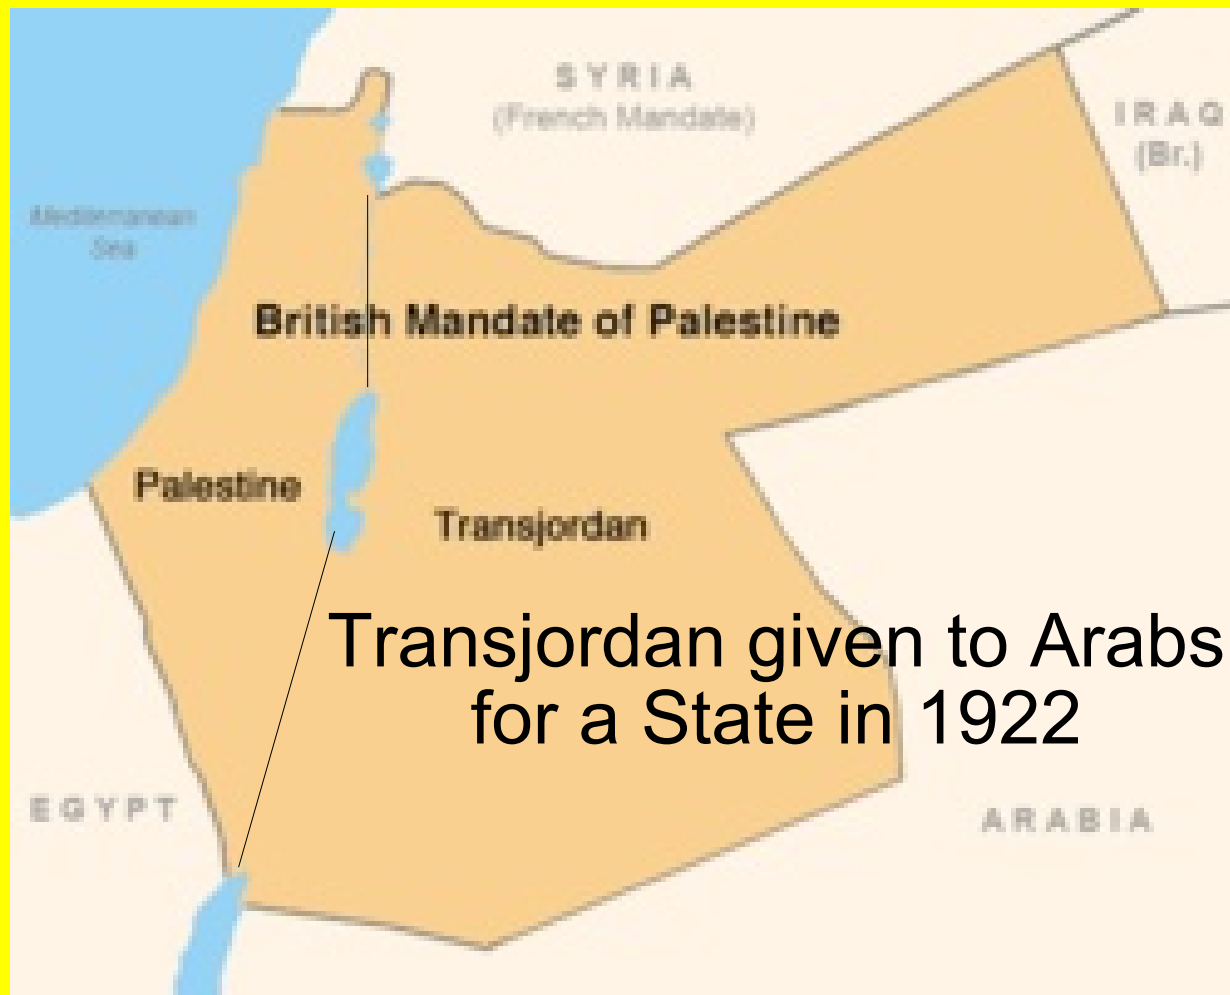 SYRIA
(French Mandate)
IRAQ
(Br.)
Mediterranean
Sea
British Mandate of Palestine
Palestine
Transjordan
Transjordan given to Arabs
for a State in 1922
EGYPT
ARABIA